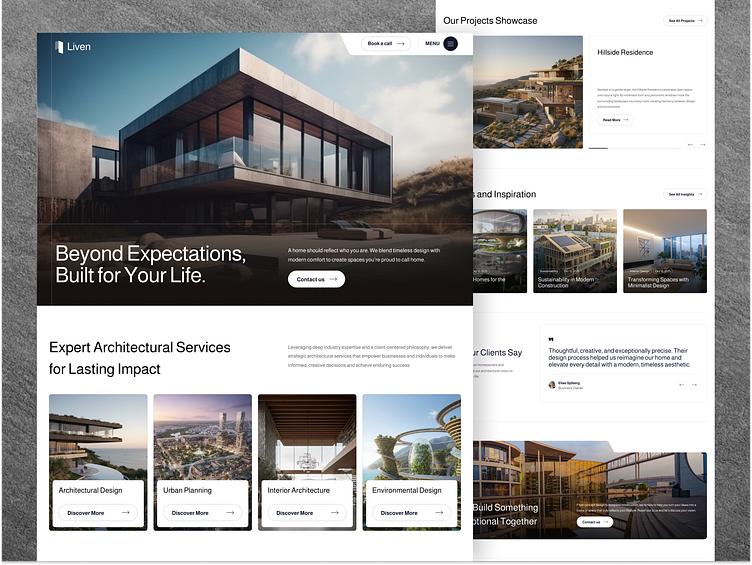 Liven
Book a call
MENU
Beyond Expectations,
Built for Your Life.
A home should reflect who you are. We blend timeless design with
modern comfort to create spaces you're proud to call home.
Contact us
Expert Architectural Services
for Lasting Impact
Leveraging deep industry expertise and a client-centered philosophy, we deliver
strategic architectural services that empower businesses and individuals to make
informed, creative decisions and achieve enduring success.
Architectural Design
Discover More
Urban Planning
Discover More
Interior Architecture
Discover More
Environmental Design
Discover More
Our Projects Showcase
See All Projects
Hillside Residence
Read More
s and Inspiration
See All Insights
Homes for the
Sustainability in Modern
Construction
Transforming Spaces with
Minimalist Design
ur Clients Say
Thoughtful, creative, and exceptionally precise. Their
design process helped us reimagine our home and
elevate every detail with a modern, timeless aesthetic.
Business Owner
Build Something
otional Together
Contact us